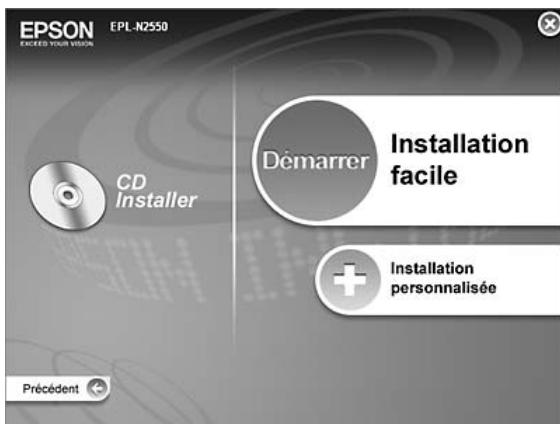 EPSON
EXCEED YOUR VISION
EPL-N2550
CD
Installer
Démarrer
Installation
facile
Installation
personnalisée
Précédent